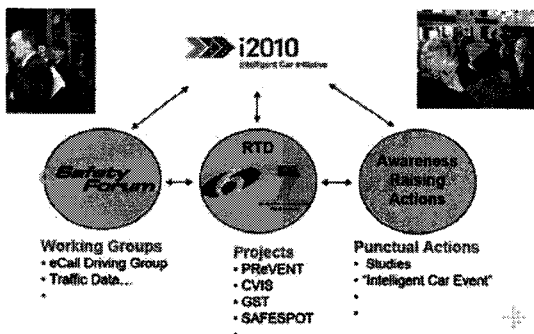 i2010
Intelligent Car Initiative
Safety
Forum
RTD
Awareness
Raising
Actions
Working Groups
• eCall Driving Group
• Traffic Data...
•
Projects
• PReVENT
• CVIS
• GST
• SAFESPOT
•
Punctual Actions
• Studies
• "Intelligent Car Event"
•
•